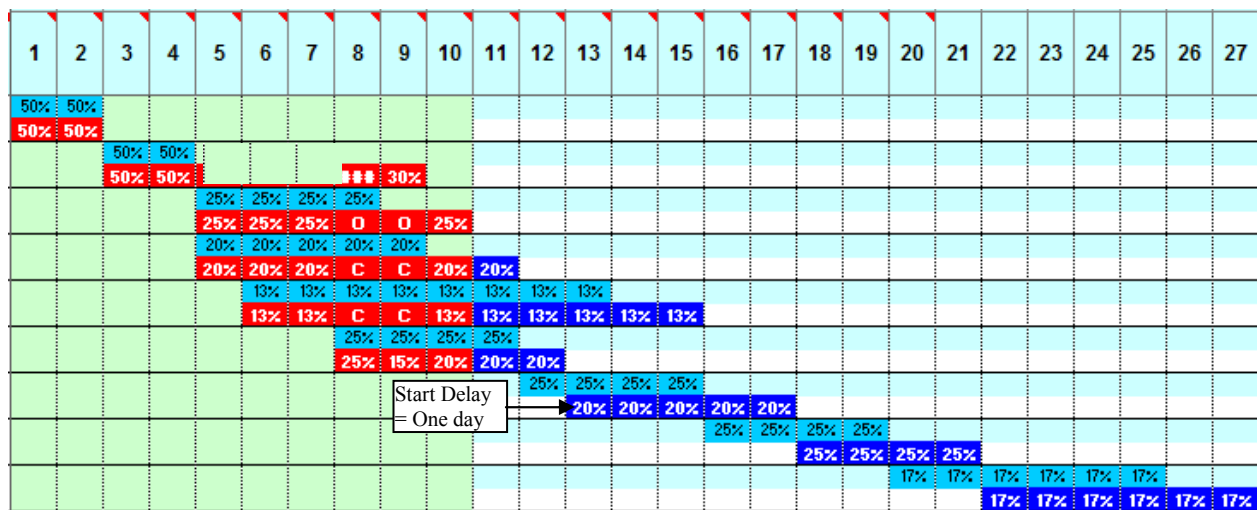 1 2 3 4 5 6 7 8 9 10 11 12 13 14 15 16 17 18 19 20 21 22 23 24 25 26 27
50% 50%
50% 50%
50% 50%
50% 50% ### 30%
25% 25% 25% 25%
25% 25% 25% O O 25%
20% 20% 20% 20% 20%
20% 20% 20% C C 20% 20%
13% 13% 13% 13% 13% 13% 13% 13%
13% 13% C C 13% 13% 13% 13% 13% 13%
25% 25% 25% 25%
25% 15% 20% 20% 20%
25% 25% 25% 25%
Start Delay
= One day
20% 20% 20% 20% 20%
25% 25% 25% 25%
25% 25% 25% 25%
17% 17% 17% 17% 17% 17%
17% 17% 17% 17% 17% 17%